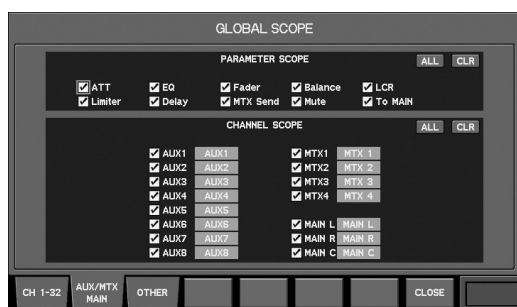 GLOBAL SCOPE
PARAMETER SCOPE ALL CLR
ATT EQ Fader Balance LCR
Limiter Delay MTX Send Mute To MAIN
CHANNEL SCOPE ALL CLR
AUX1 AUX1 MTX1 MTX 1
AUX2 AUX2 MTX2 MTX 2
AUX3 AUX3 MTX3 MTX 3
AUX4 AUX4 MTX4 MTX 4
AUX5 AUX5
AUX6 AUX6 MAIN L MAIN L
AUX7 AUX7 MAIN R MAIN R
AUX8 AUX8 MAIN C MAIN C
CH 1-32 AUX/MTX MAIN OTHER CLOSE